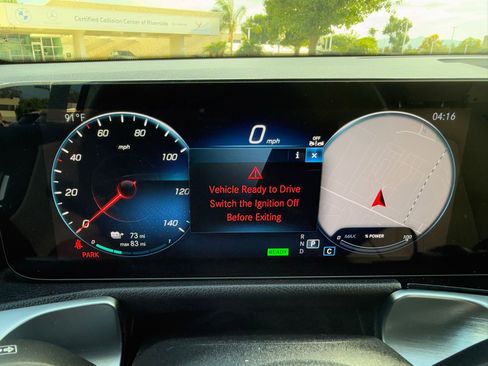 Certified Collision Center of Riverside
91°F
04:16
0 mph
OFF
i x
Vehicle Ready to Drive
Switch the Ignition Off
Before Exiting
0
20
40
60
80
100
120
140
mph
73 mi
max 83 mi
PARK
READY
R
N P
D C
0 MAX % POWER 100